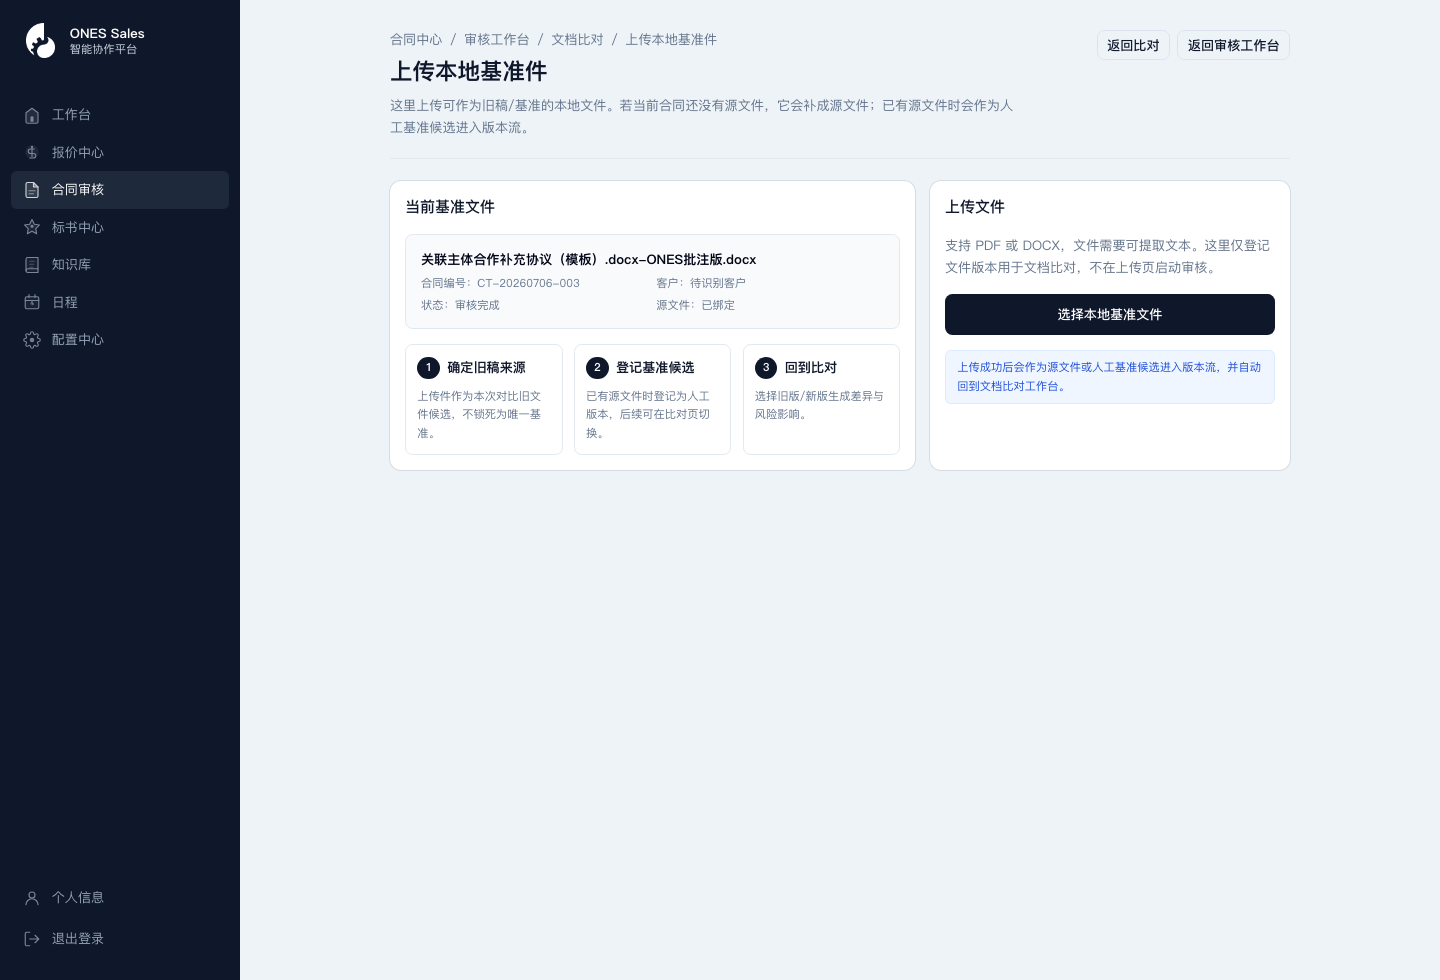 ONES Sales
智能协作平台
工作台
报价中心
合同审核
标书中心
知识库
日程
配置中心
个人信息
退出登录
合同中心 / 审核工作台 / 文档比对 / 上传本地基准件
返回比对
返回审核工作台
上传本地基准件
这里上传可作为旧稿/基准的本地文件。若当前合同还没有源文件，它会补成源文件；已有源文件时会作为人
工基准候选进入版本流。
当前基准文件
关联主体合作补充协议（模板）.docx-ONES批注版.docx
合同编号：CT-20260706-003
客户：待识别客户
状态：审核完成
源文件：已绑定
1 确定旧稿来源
上传件作为本次对比旧文
件候选，不锁死为唯一基
准。
2 登记基准候选
已有源文件时登记为人工
版本，后续可在比对页切
换。
3 回到比对
选择旧版/新版生成差异与
风险影响。
上传文件
支持 PDF 或 DOCX，文件需要可提取文本。这里仅登记
文件版本用于文档比对，不在上传页启动审核。
选择本地基准文件
上传成功后会作为源文件或人工基准候选进入版本流，并自动
回到文档比对工作台。